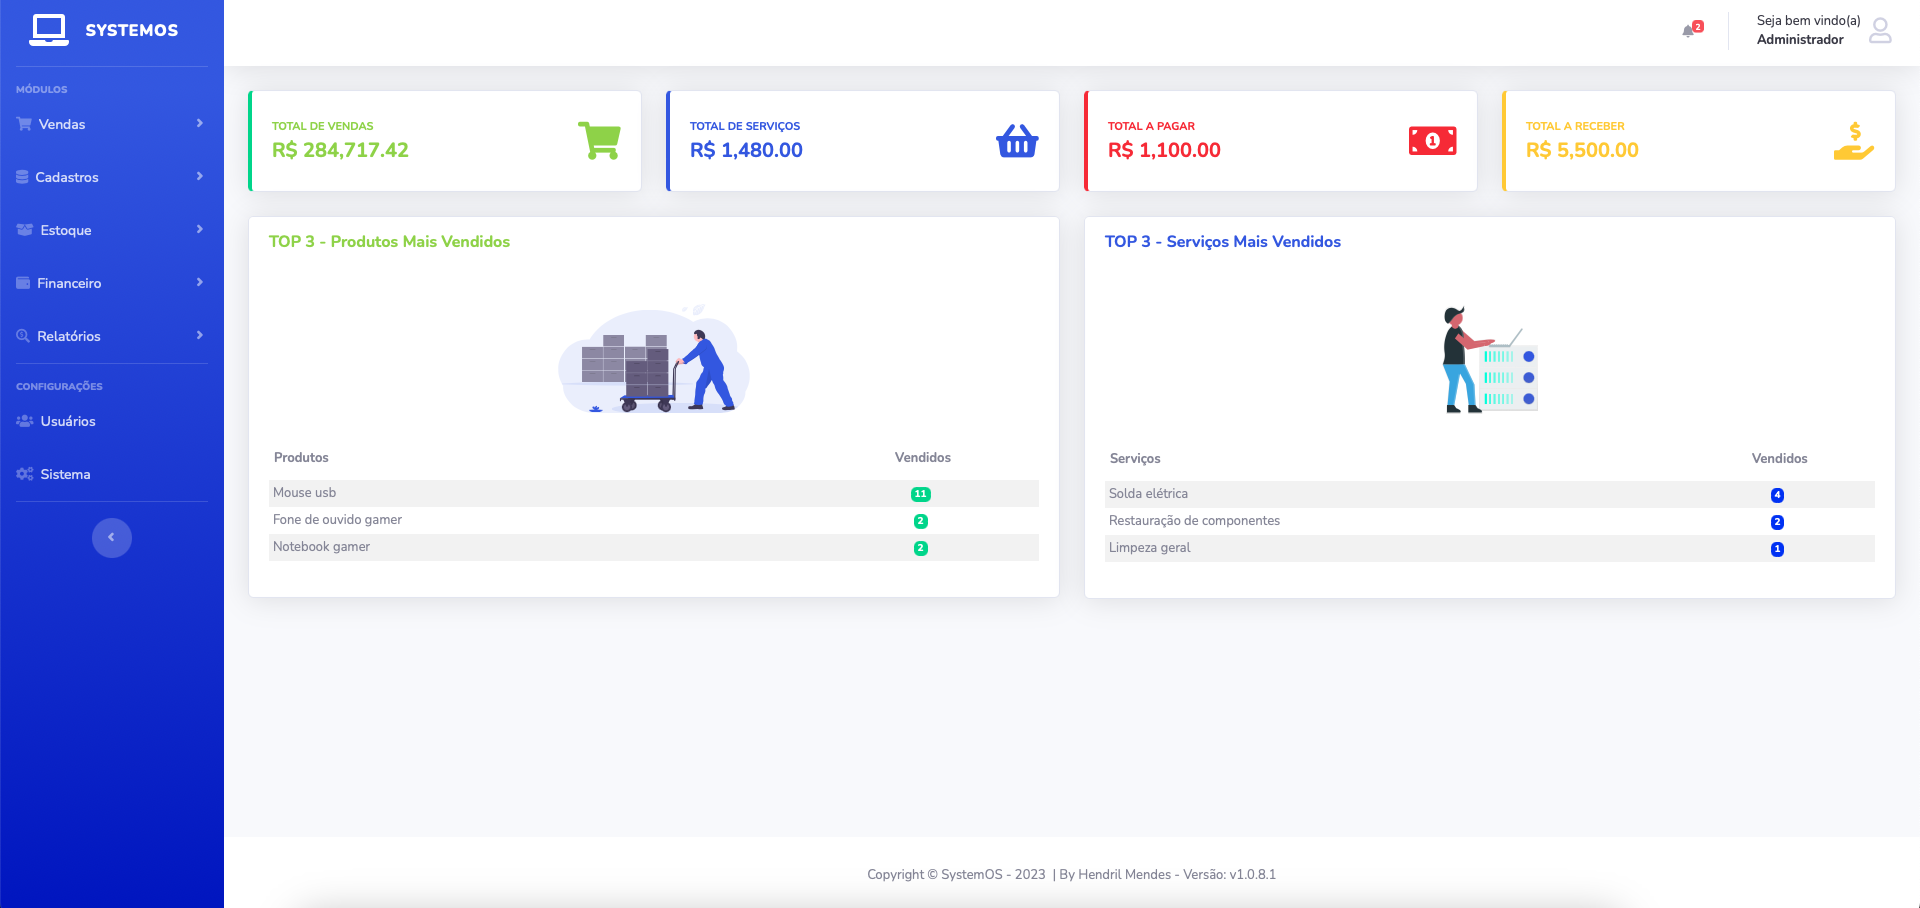 SYSTEMOS
MÓDULOS
Vendas
Cadastros
Estoque
Financeiro
Relatórios
CONFIGURAÇÕES
Usuários
Sistema
2
Seja bem vindo(a)
Administrador
TOTAL DE VENDAS
R$ 284,717.42
TOTAL DE SERVIÇOS
R$ 1,480.00
TOTAL A PAGAR
R$ 1,100.00
1
TOTAL A RECEBER
R$ 5,500.00
$
TOP 3 - Produtos Mais Vendidos
Produtos Vendidos
Mouse usb 11
Fone de ouvido gamer 2
Notebook gamer 2
TOP 3 - Serviços Mais Vendidos
Serviços Vendidos
Solda elétrica 4
Restauração de componentes 2
Limpeza geral 1
Copyright © SystemOS - 2023 | By Hendril Mendes - Versão: v1.0.8.1